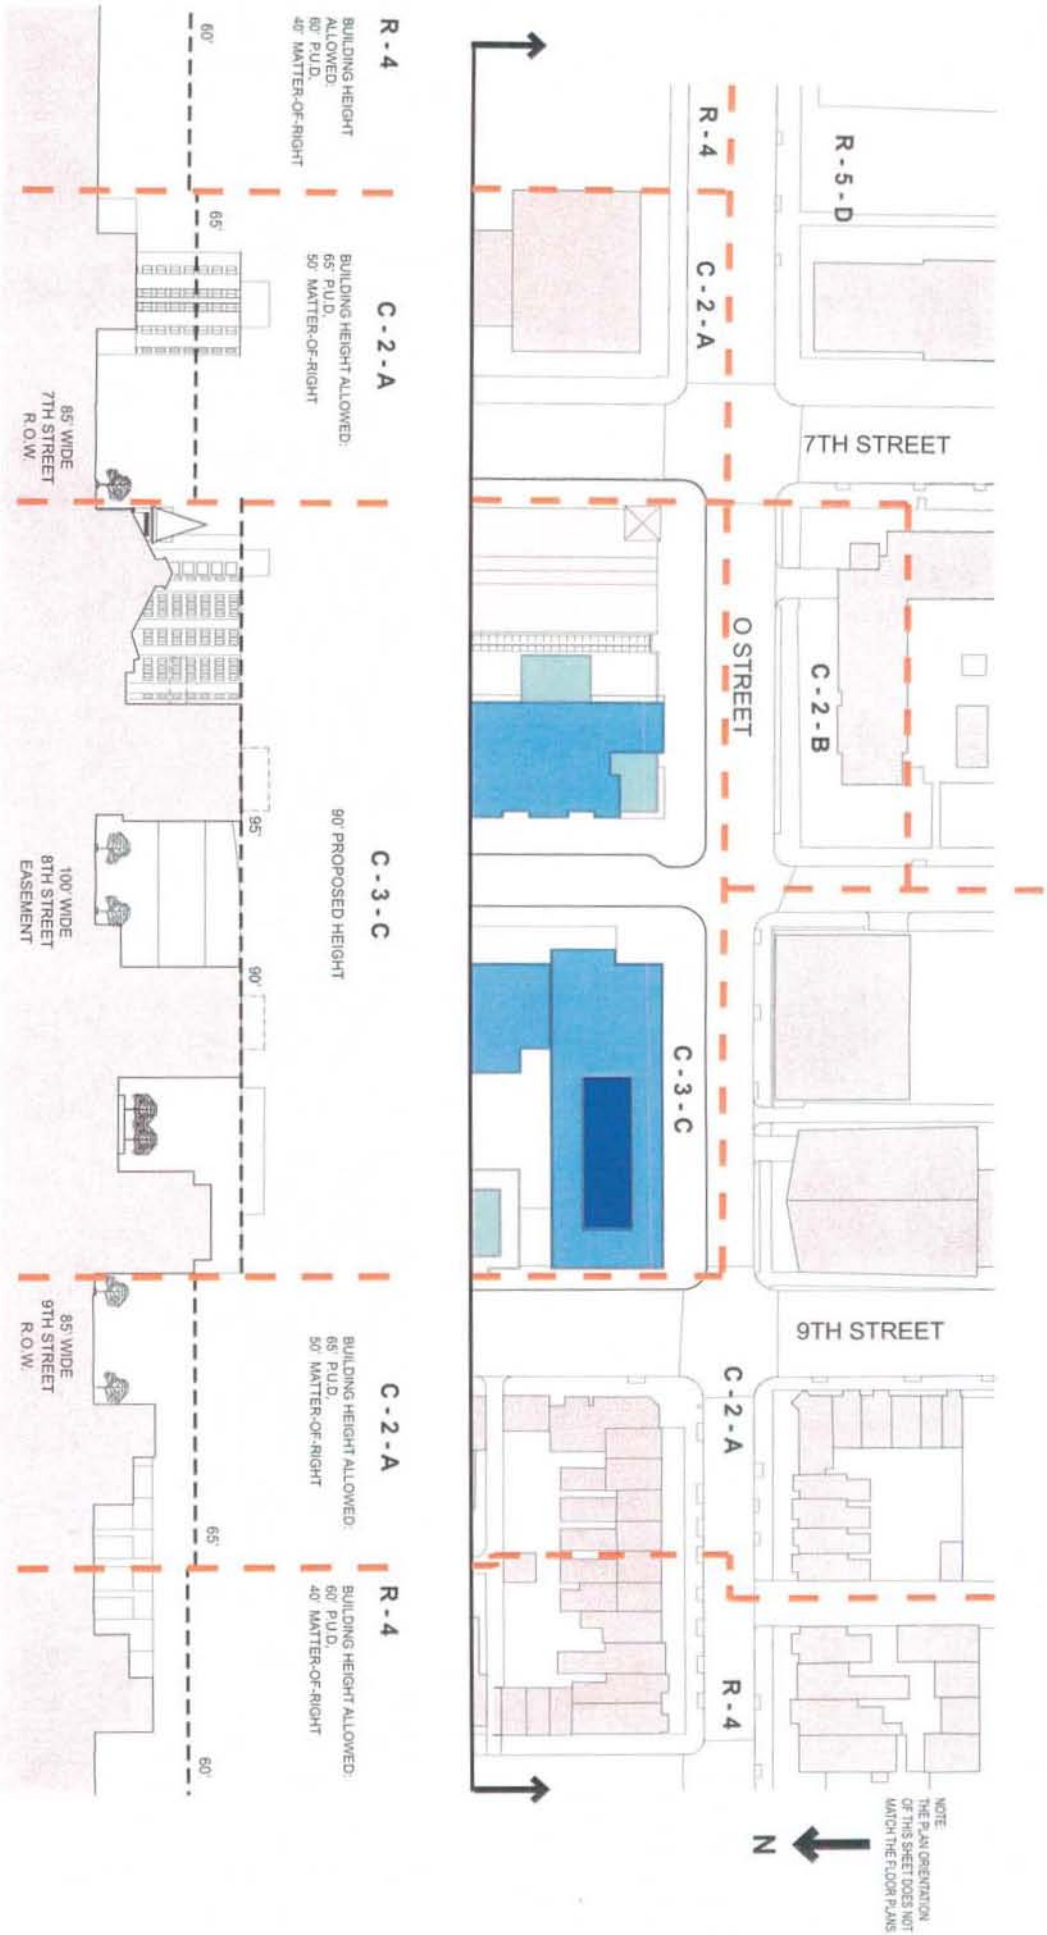 R-5-D
R-4
C-2-A
7TH STREET
O STREET
C-2-B
C-3-C
9TH STREET
C-2-A
R-4
NOTE:
THE PLAN ORIENTATION
OF THIS SHEET DOES NOT
MATCH THE FLOOR PLANS.
N
R-4
BUILDING HEIGHT
ALLOWED:
60' P.U.D.
40' MATTER-OF-RIGHT
C-2-A
BUILDING HEIGHT ALLOWED:
65' P.U.D.
50' MATTER-OF-RIGHT
C-3-C
90' PROPOSED HEIGHT
C-2-A
BUILDING HEIGHT ALLOWED:
65' P.U.D.
50' MATTER-OF-RIGHT
R-4
BUILDING HEIGHT ALLOWED:
60' P.U.D.
40' MATTER-OF-RIGHT
60'
65'
95'
90'
65'
60'
85' WIDE
7TH STREET
R.O.W.
100' WIDE
8TH STREET
EASEMENT
85' WIDE
9TH STREET
R.O.W.